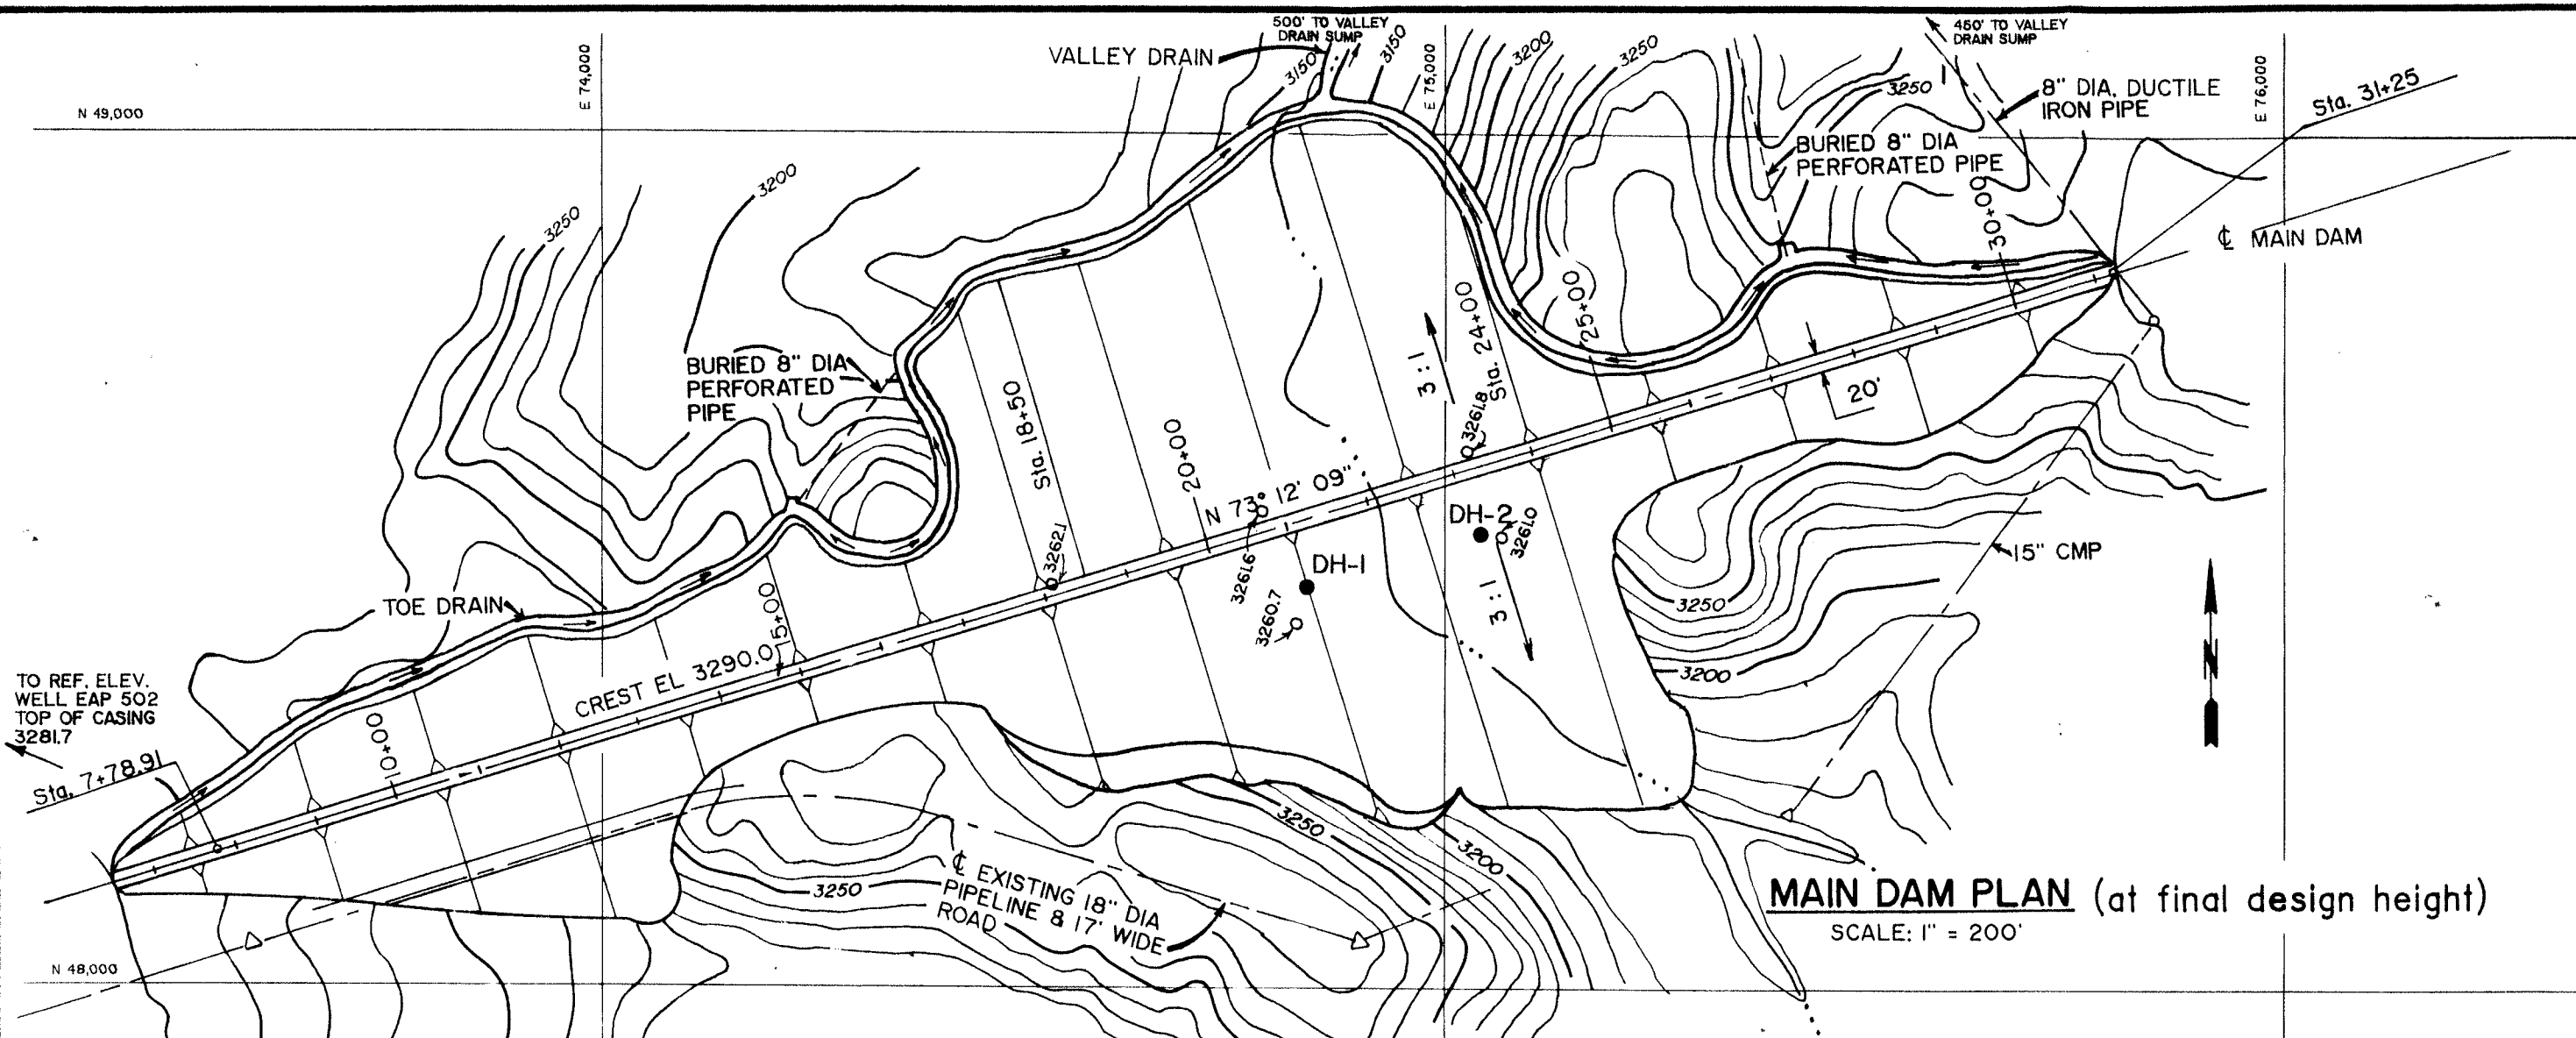 500' TO VALLEY
DRAIN SUMP
450' TO VALLEY
DRAIN SUMP
VALLEY DRAIN
3150
3150
E 74,000
E 75,000
E 76,000
3200
3250
3250
8" DIA. DUCTILE
IRON PIPE
Sta. 31+25
N 49,000
BURIED 8" DIA
PERFORATED PIPE
3200
3250
30+09
℄ MAIN DAM
BURIED 8" DIA
PERFORATED
PIPE
Sta. 18+50
20+00
3:1
Sta. 24+00
25+00
20'
3261.8
N 73° 12' 09"
DH-2
3261.0
3262.1
3261.6
DH-1
3260.7
3:1
15" CMP
TOE DRAIN
15+00
3250
N
CREST EL 3290.0
3200
TO REF. ELEV.
WELL EAP 502
TOP OF CASING
3281.7
10+00
Sta. 7+78.91
3250
3200
3250
℄ EXISTING 18" DIA
PIPELINE & 17' WIDE
ROAD
MAIN DAM PLAN (at final design height)
SCALE: 1" = 200'
N 48,000